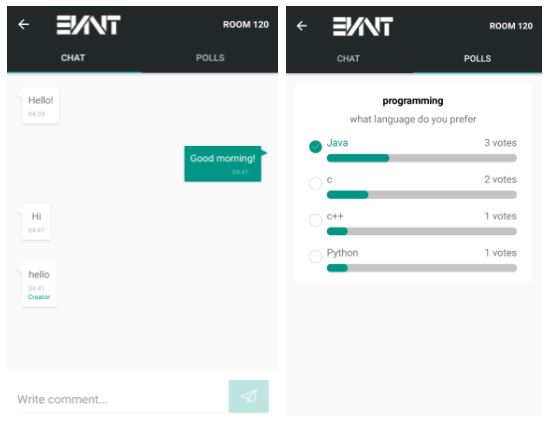 EVNT
ROOM 120
CHAT
POLLS
Hello!
04:39
Good morning!
04:41
Hi
04:41
hello
04:41
Creator
Write comment...
EVNT
ROOM 120
CHAT
POLLS
programming
what language do you prefer
Java 3 votes
c 2 votes
c++ 1 votes
Python 1 votes